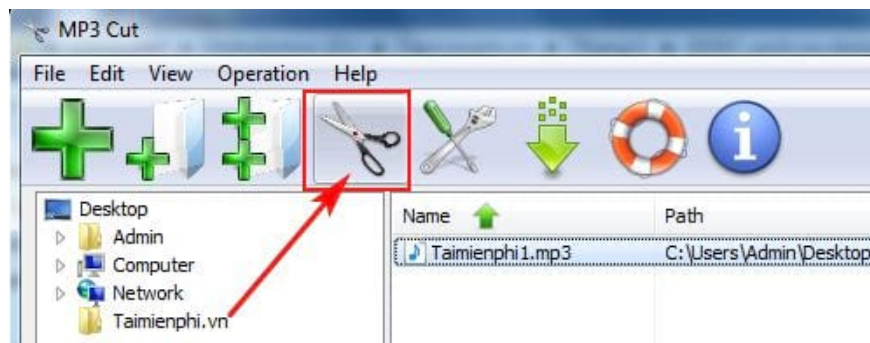 MP3 Cut
File Edit View Operation Help
Desktop
Admin
Computer
Network
Taimienphi.vn
Name Path
Taimienphi1.mp3 C:\Users\Admin\Desktop